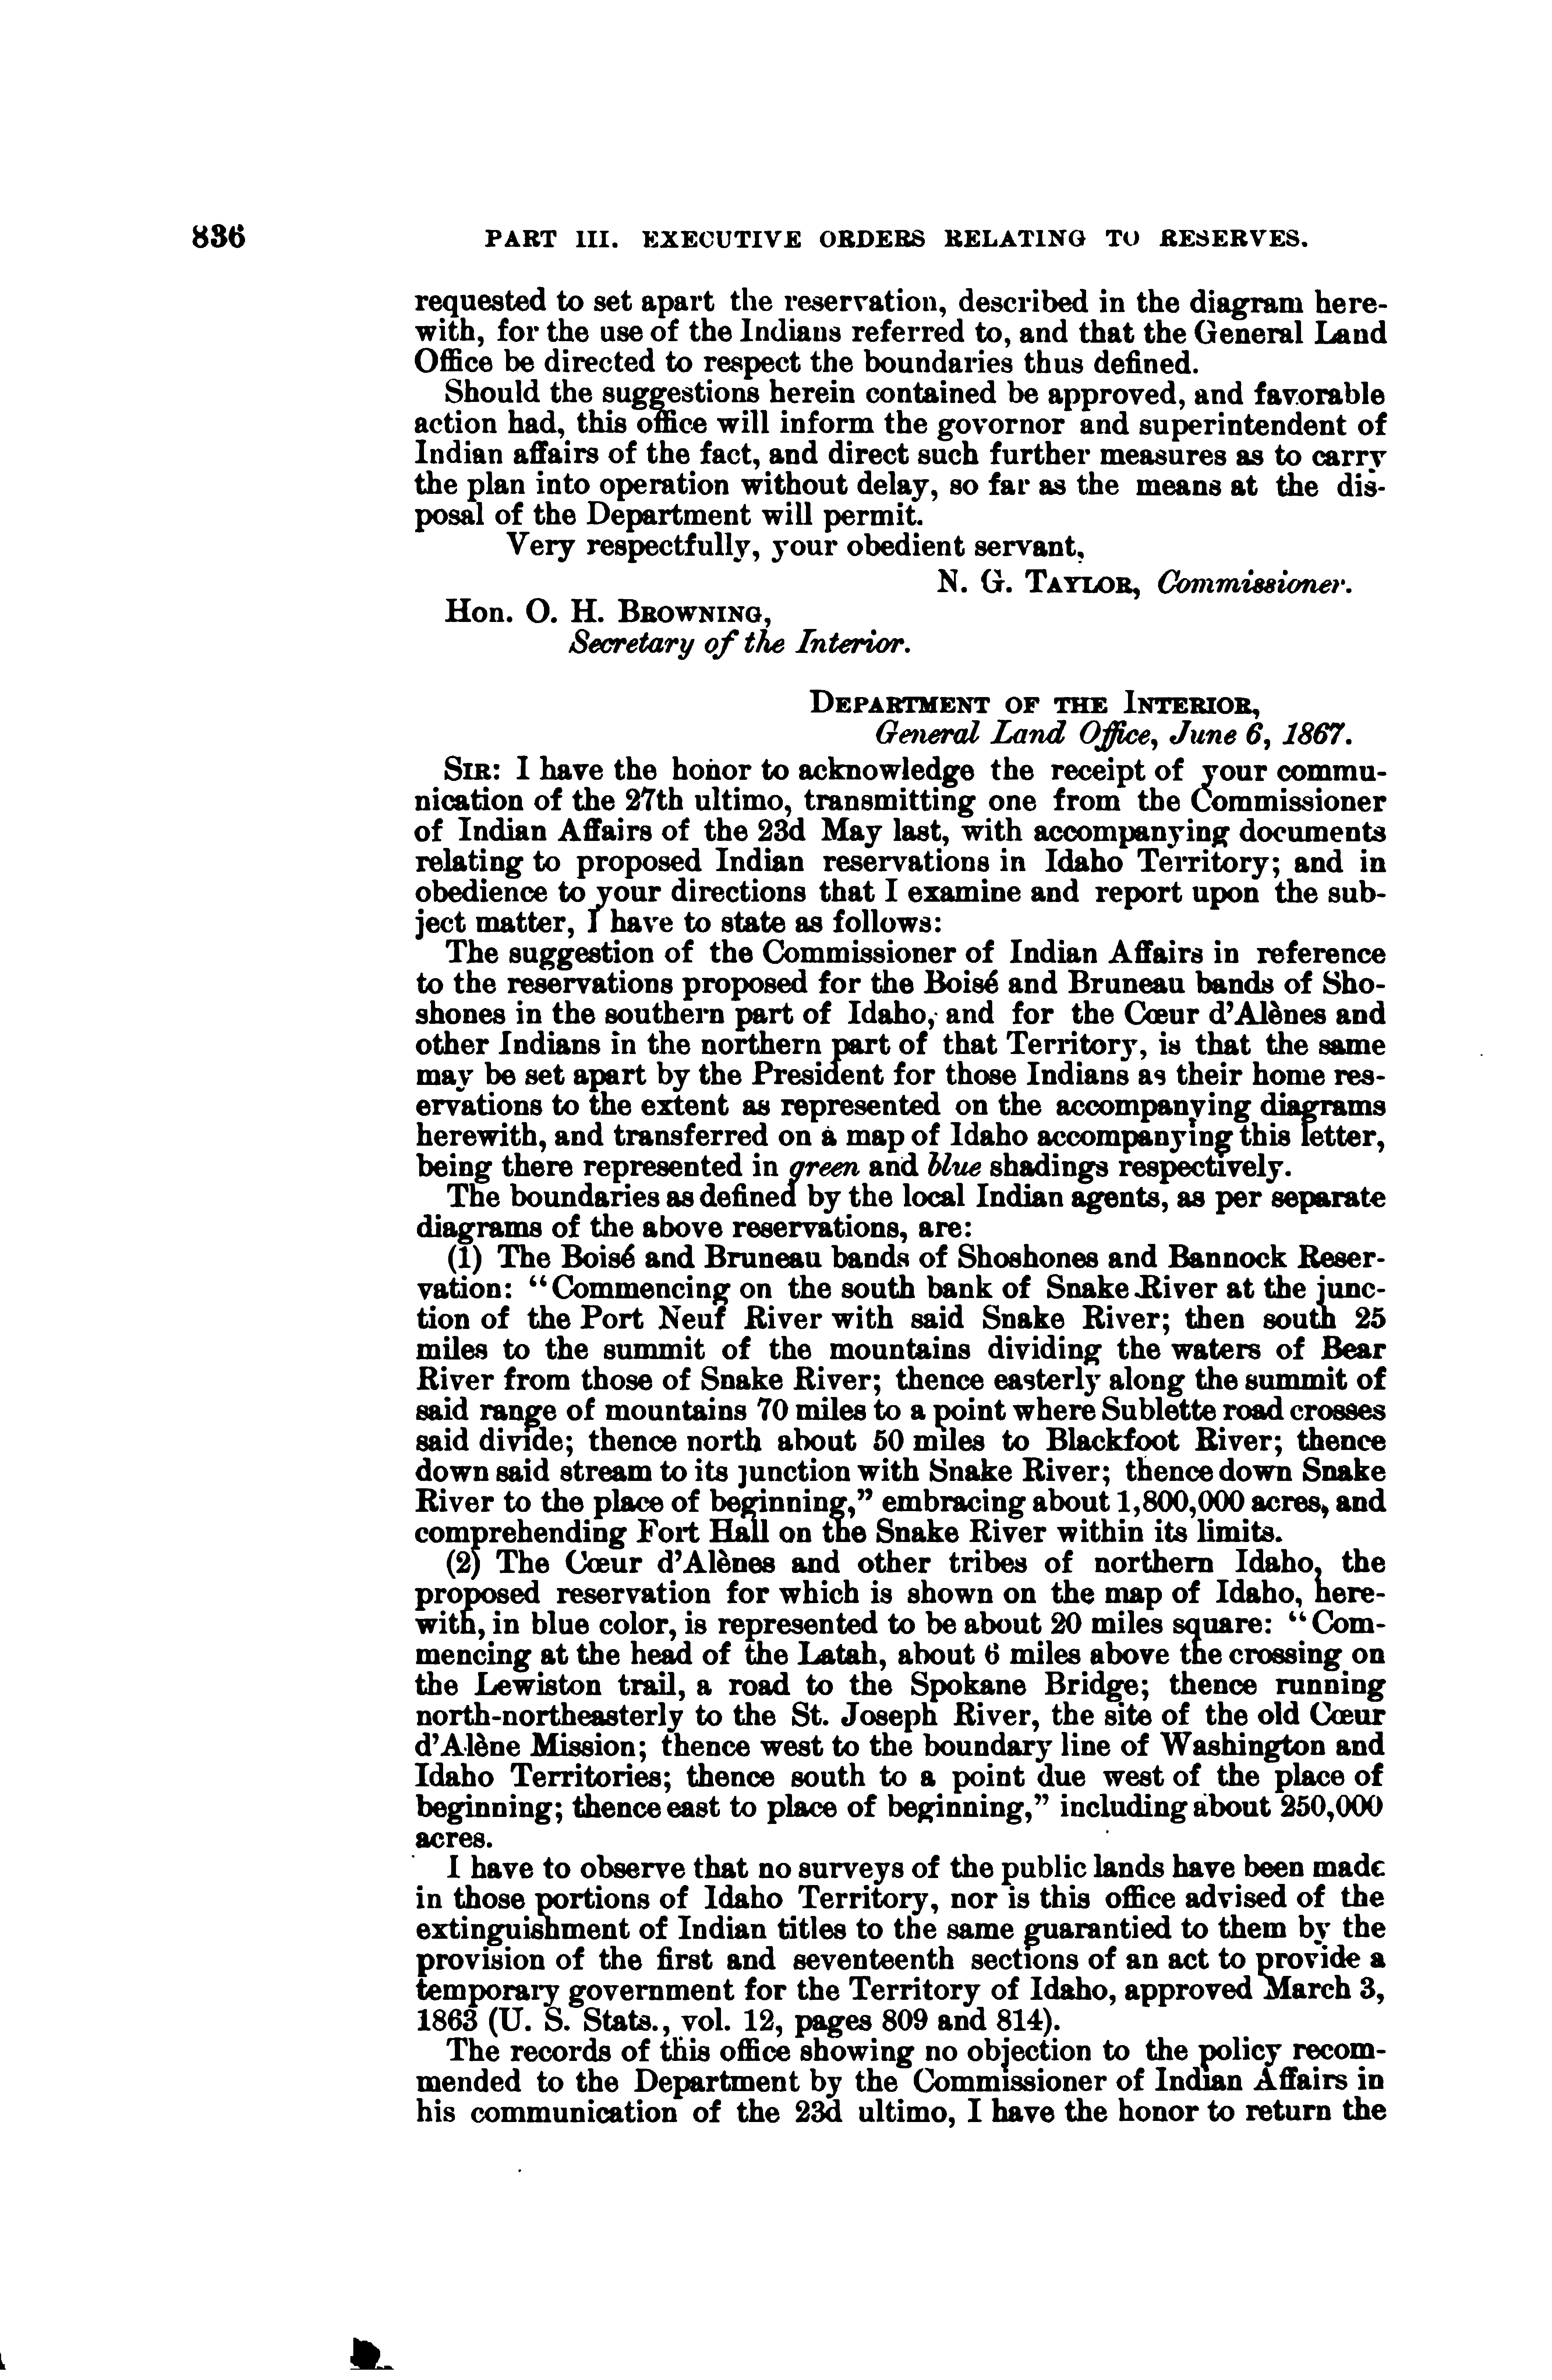 836 PART III. EXECUTIVE ORDERS RELATING TO RESERVES.
requested to set apart the reservation, described in the diagram here-
with, for the use of the Indians referred to, and that the General Land
Office be directed to respect the boundaries thus defined.
Should the suggestions herein contained be approved, and favorable
action had, this office will inform the govornor and superintendent of
Indian affairs of the fact, and direct such further measures as to carry
the plan into operation without delay, so far as the means at the dis-
posal of the Department will permit.
Very respectfully, your obedient servant,
N. G. TAYLOR, Commissioner.
Hon. O. H. BROWNING,
Secretary of the Interior.
DEPARTMENT OF THE INTERIOR,
General Land Office, June 6, 1867.
SIR: I have the honor to acknowledge the receipt of your commu-
nication of the 27th ultimo, transmitting one from the Commissioner
of Indian Affairs of the 23d May last, with accompanying documents
relating to proposed Indian reservations in Idaho Territory; and in
obedience to your directions that I examine and report upon the sub-
ject matter, I have to state as follows:
The suggestion of the Commissioner of Indian Affairs in reference
to the reservations proposed for the Boisé and Bruneau bands of Sho-
shones in the southern part of Idaho, and for the Cœur d'Alènes and
other Indians in the northern part of that Territory, is that the same
may be set apart by the President for those Indians as their home res-
ervations to the extent as represented on the accompanying diagrams
herewith, and transferred on a map of Idaho accompanying this letter,
being there represented in green and blue shadings respectively.
The boundaries as defined by the local Indian agents, as per separate
diagrams of the above reservations, are:
(1) The Boisé and Bruneau bands of Shoshones and Bannock Reser-
vation: "Commencing on the south bank of Snake River at the junc-
tion of the Port Neuf River with said Snake River; then south 25
miles to the summit of the mountains dividing the waters of Bear
River from those of Snake River; thence easterly along the summit of
said range of mountains 70 miles to a point where Sublette road crosses
said divide; thence north about 50 miles to Blackfoot River; thence
down said stream to its junction with Snake River; thence down Snake
River to the place of beginning," embracing about 1,800,000 acres, and
comprehending Fort Hall on the Snake River within its limits.
(2) The Cœur d'Alènes and other tribes of northern Idaho, the
proposed reservation for which is shown on the map of Idaho, here-
with, in blue color, is represented to be about 20 miles square: "Com-
mencing at the head of the Latah, about 6 miles above the crossing on
the Lewiston trail, a road to the Spokane Bridge; thence running
north-northeasterly to the St. Joseph River, the site of the old Cœur
d'Alène Mission; thence west to the boundary line of Washington and
Idaho Territories; thence south to a point due west of the place of
beginning; thence east to place of beginning," including about 250,000
acres.
I have to observe that no surveys of the public lands have been made
in those portions of Idaho Territory, nor is this office advised of the
extinguishment of Indian titles to the same guarantied to them by the
provision of the first and seventeenth sections of an act to provide a
temporary government for the Territory of Idaho, approved March 3,
1863 (U. S. Stats., vol. 12, pages 809 and 814).
The records of this office showing no objection to the policy recom-
mended to the Department by the Commissioner of Indian Affairs in
his communication of the 23d ultimo, I have the honor to return the